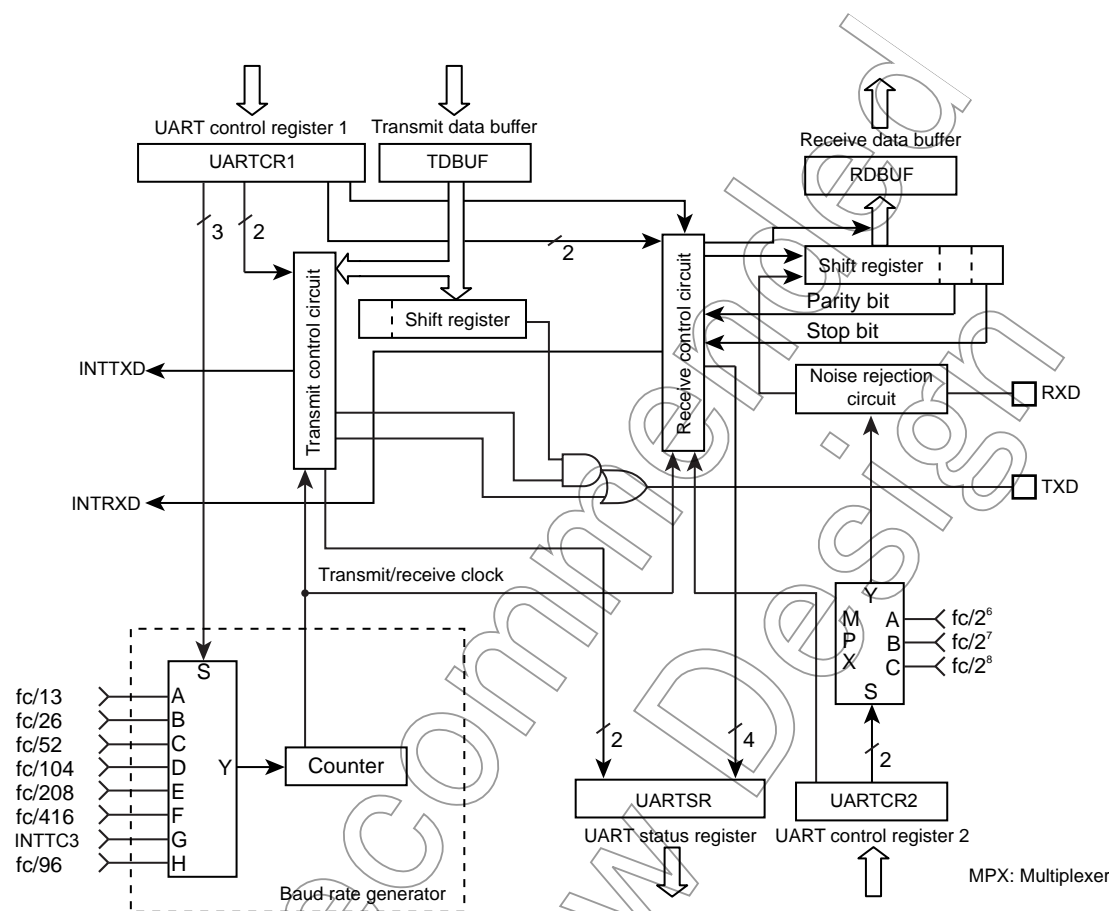 UART control register 1
Transmit data buffer
Receive data buffer
UARTCR1
TDBUF
RDBUF
3
2
2
Shift register
Parity bit
Stop bit
Transmit control circuit
Shift register
Receive control circuit
INTTXD
Noise rejection
circuit
RXD
INTRXD
TXD
Transmit/receive clock
Y
M
P
X
A
B
C
S
fc/2⁶
fc/2⁷
fc/2⁸
S
fc/13
A
fc/26
B
fc/52
C
fc/104
D
fc/208
E
fc/416
F
INTTC3
G
fc/96
H
Y
Counter
2
4
2
UARTSR
UARTCR2
UART status register
UART control register 2
Baud rate generator
MPX: Multiplexer
ecommended
w Design